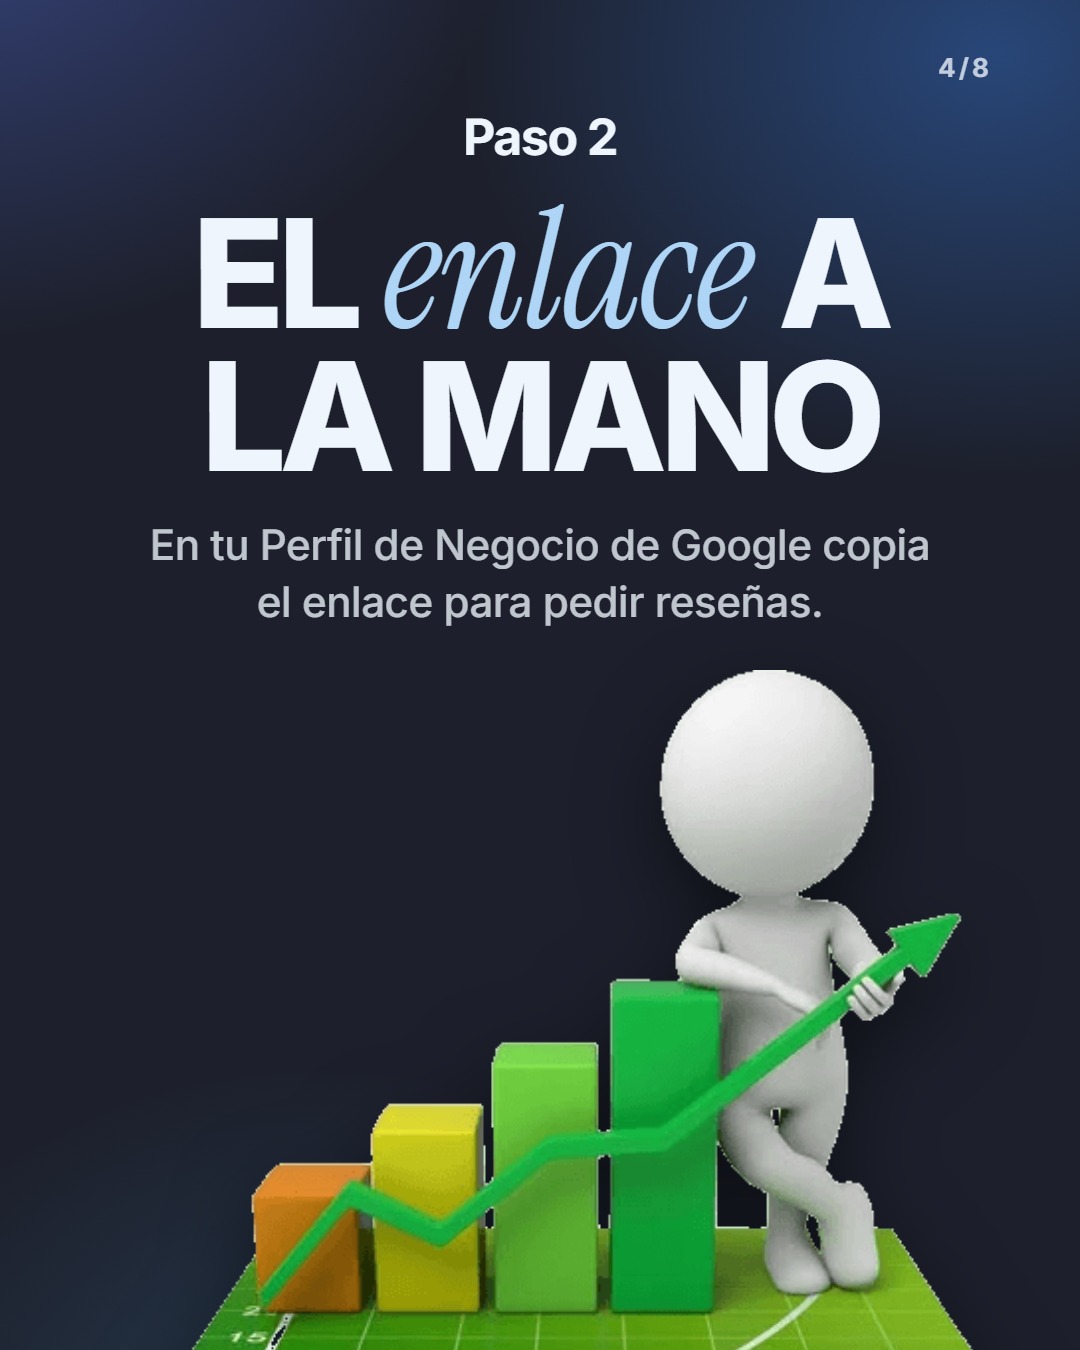 4/8
Paso 2
EL enlace A
LA MANO
En tu Perfil de Negocio de Google copia
el enlace para pedir reseñas.
15